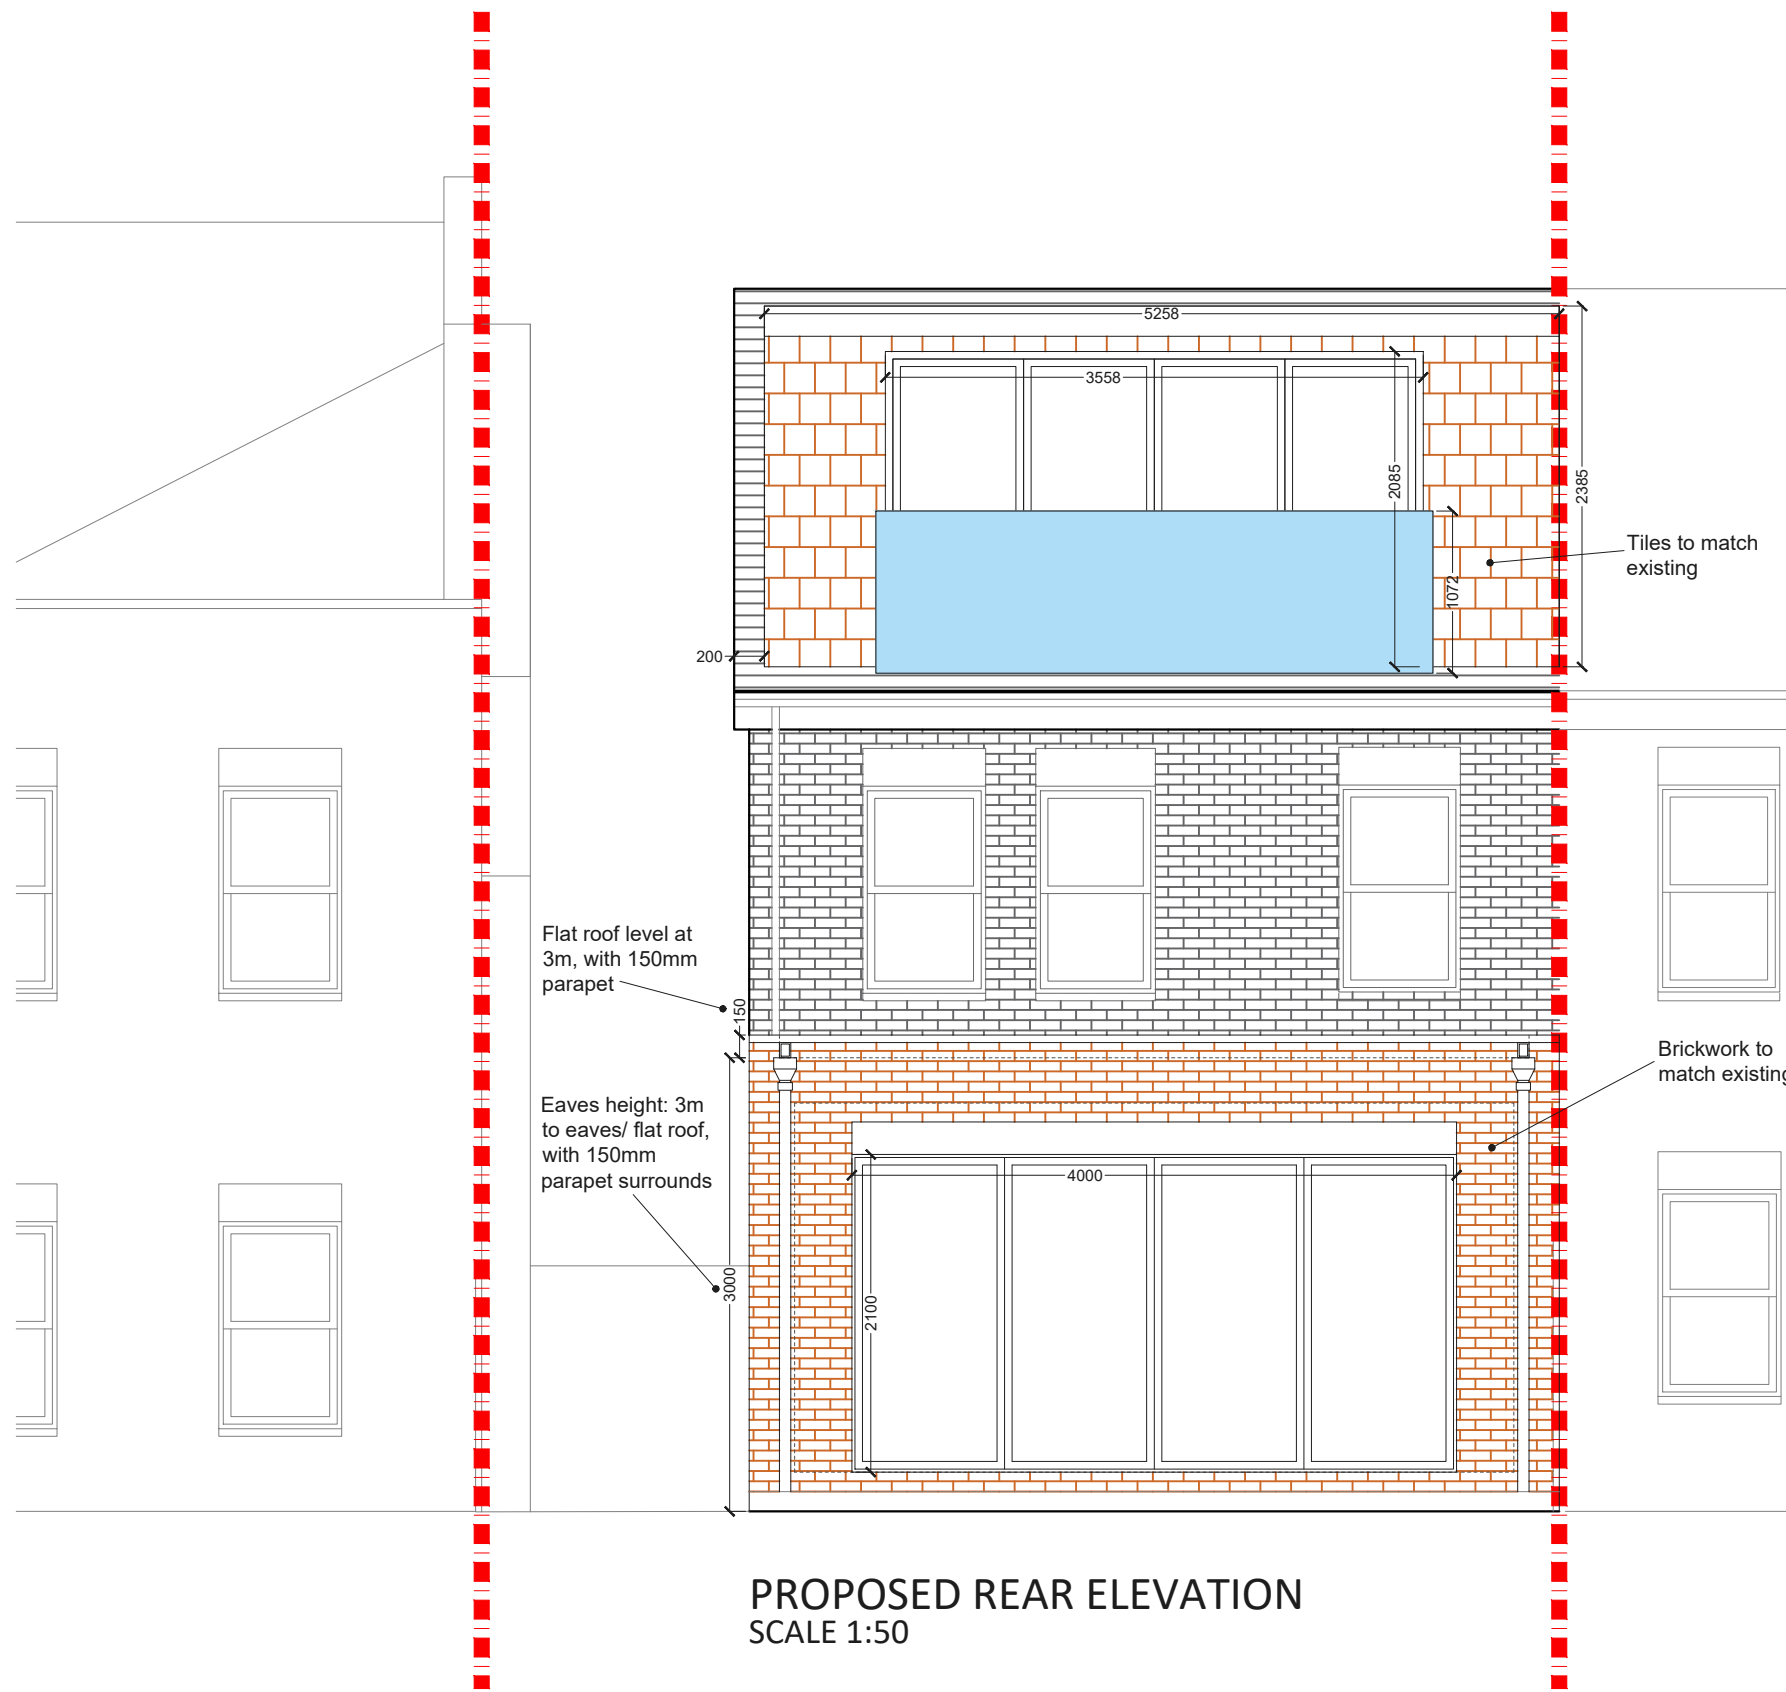 5258
3558
2085
2385
1072
Tiles to match
existing
200
Flat roof level at
3m, with 150mm
parapet
150
Brickwork to
match existing
Eaves height: 3m
to eaves/ flat roof,
with 150mm
parapet surrounds
4000
3000
2100
PROPOSED REAR ELEVATION
SCALE 1:50